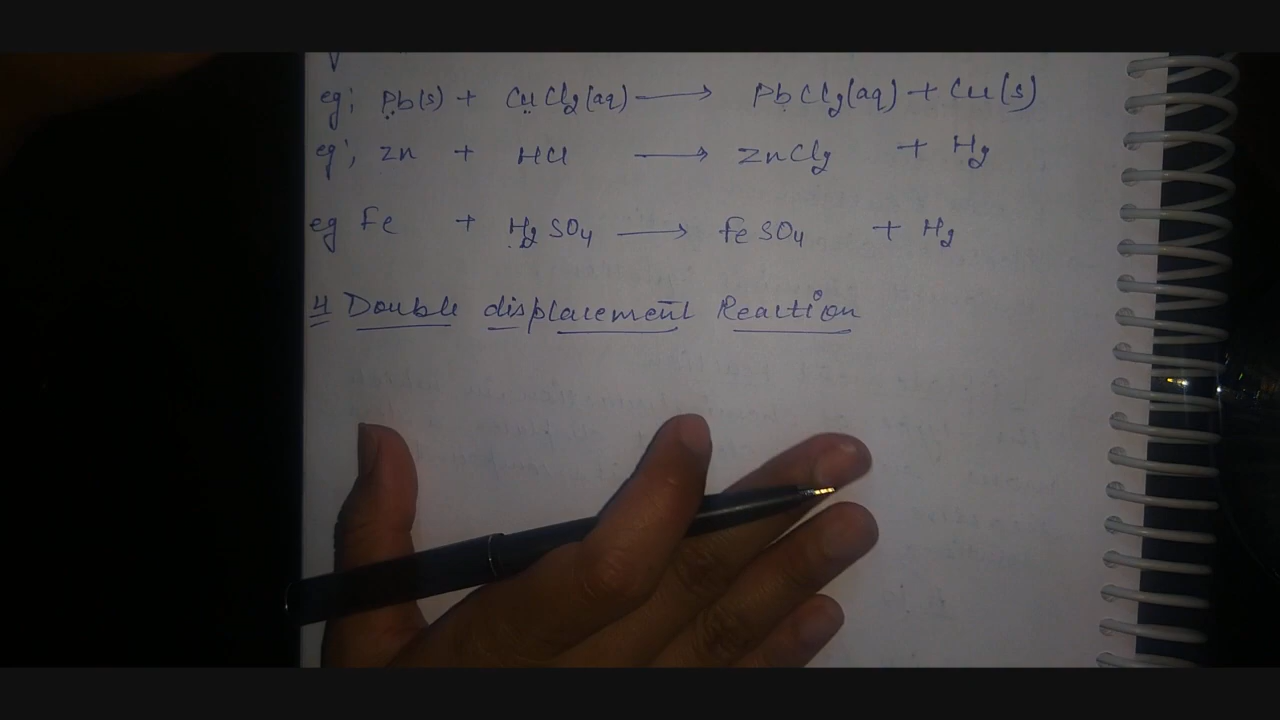 eg; Pb(s) + CuCl2(aq) → PbCl2(aq) + Cu(s)
eg; Zn + HCl → ZnCl2 + H2
eg Fe + H2SO4 → FeSO4 + H2
4 Double displacement Reaction